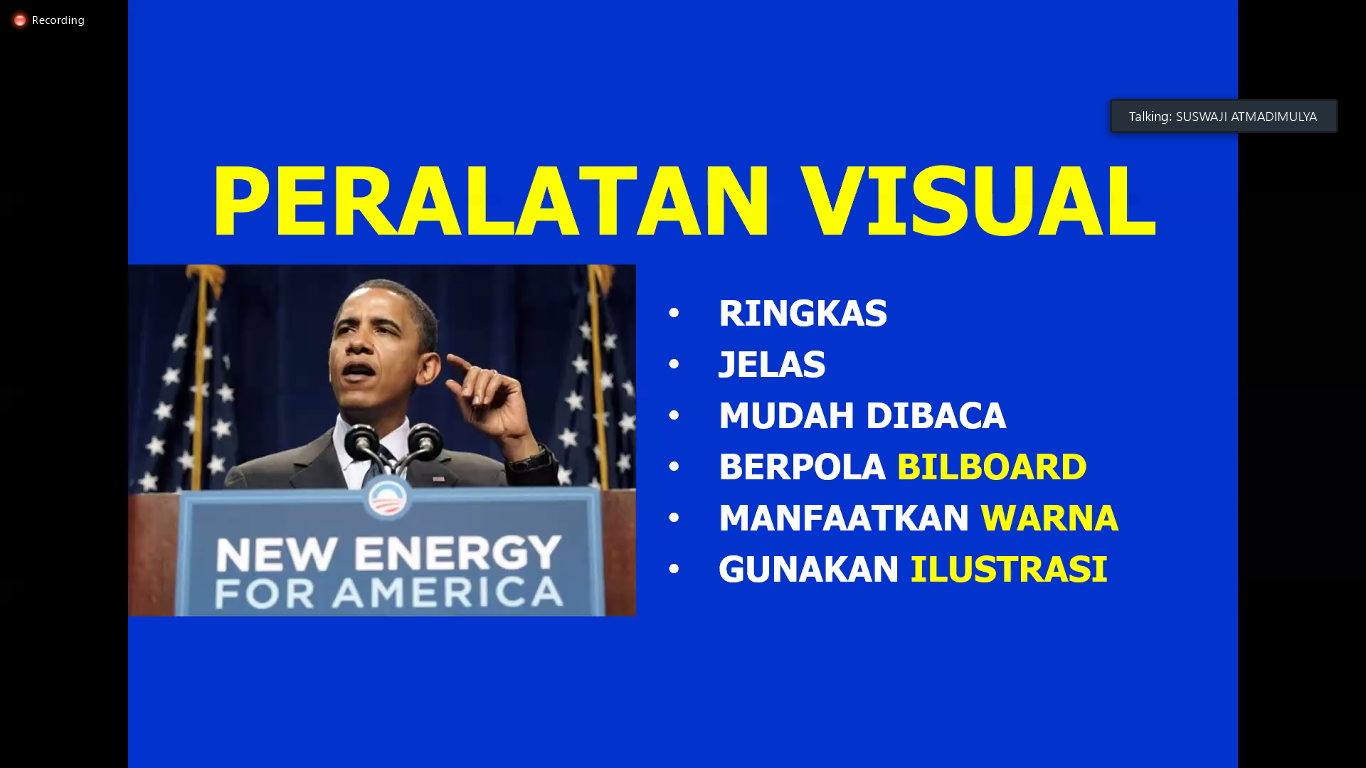 Recording
Talking: SUSWAJI ATMADIMULYA
PERALATAN VISUAL
NEW ENERGY
FOR AMERICA
• RINGKAS
• JELAS
• MUDAH DIBACA
• BERPOLA BILBOARD
• MANFAATKAN WARNA
• GUNAKAN ILUSTRASI